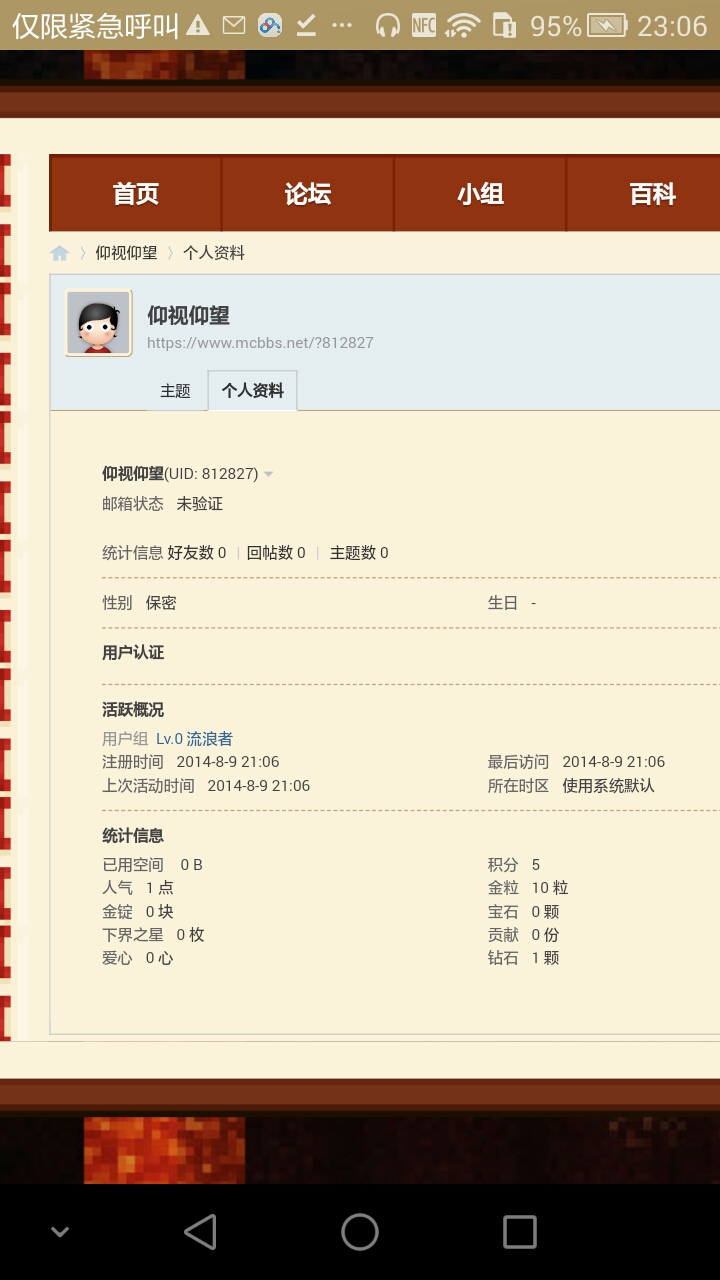 仅限紧急呼叫 NFC 95% 23:06
首页 论坛 小组 百科
仰视仰望 个人资料
仰视仰望
https://www.mcbbs.net/?812827
主题 个人资料
仰视仰望(UID: 812827)
邮箱状态 未验证
统计信息 好友数 0 | 回帖数 0 | 主题数 0
性别 保密 生日 -
用户认证
活跃概况
用户组 Lv.0 流浪者
注册时间 2014-8-9 21:06 最后访问 2014-8-9 21:06
上次活动时间 2014-8-9 21:06 所在时区 使用系统默认
统计信息
已用空间 0 B 积分 5
人气 1 点 金粒 10 粒
金锭 0 块 宝石 0 颗
下界之星 0 枚 贡献 0 份
爱心 0 心 钻石 1 颗